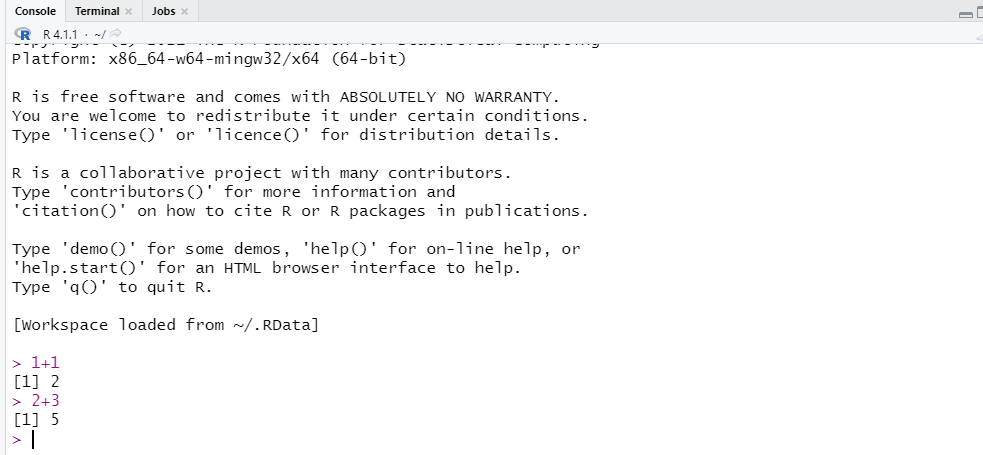 Console Terminal Jobs
R 4.1.1 · ~/
Platform: x86_64-w64-mingw32/x64 (64-bit)
R is free software and comes with ABSOLUTELY NO WARRANTY.
You are welcome to redistribute it under certain conditions.
Type 'license()' or 'licence()' for distribution details.
R is a collaborative project with many contributors.
Type 'contributors()' for more information and
'citation()' on how to cite R or R packages in publications.
Type 'demo()' for some demos, 'help()' for on-line help, or
'help.start()' for an HTML browser interface to help.
Type 'q()' to quit R.
[Workspace loaded from ~/.RData]
> 1+1
[1] 2
> 2+3
[1] 5
>